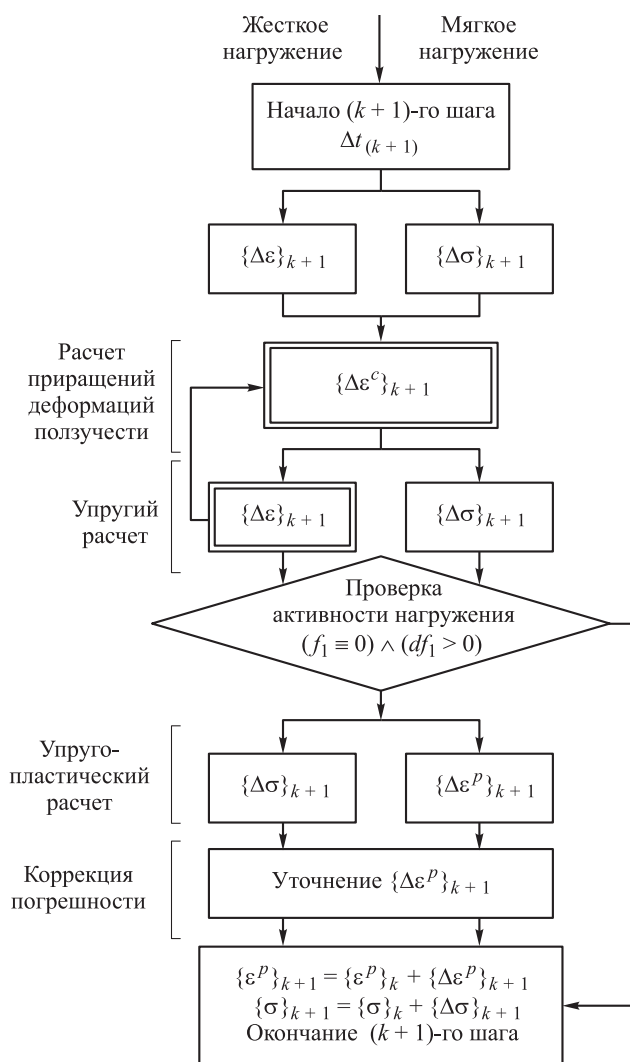 Жесткое нагружение
Мягкое нагружение
Начало (k + 1)-го шага
Δt (k+1)
{Δε}k + 1
{Δσ}k + 1
Расчет
приращений
деформаций
ползучести
{Δε^c}k + 1
Упругий
расчет
{Δε}k + 1
{Δσ}k + 1
Проверка
активности нагружения
(f1 ≡ 0) ∧ (df1 > 0)
Упруго-
пластический
расчет
{Δσ}k + 1
{Δε^p}k + 1
Коррекция
погрешности
Уточнение {Δε^p}k + 1
{ε^p}k+1 = {ε^p}k + {Δε^p}k+1
{σ}k+1 = {σ}k + {Δσ}k+1
Окончание (k + 1)-го шага